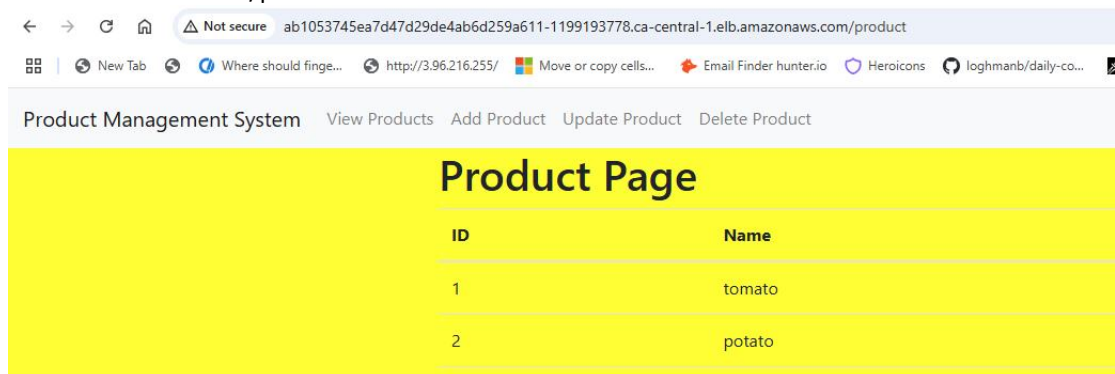 Not secure ab1053745ea7d47d29de4ab6d259a611-1199193778.ca-central-1.elb.amazonaws.com/product
New Tab Where should finge... http://3.96.216.255/ Move or copy cells... Email Finder hunter.io Heroicons loghmanb/daily-co...
Product Management System View Products Add Product Update Product Delete Product
Product Page
ID Name
1 tomato
2 potato